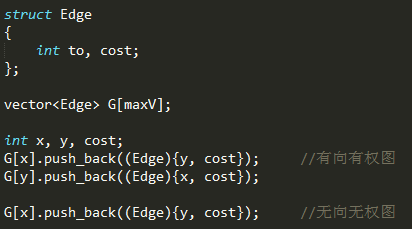 struct Edge
{
    int to, cost;
};
vector<Edge> G[maxV];
int x, y, cost;
G[x].push_back((Edge){y, cost});     //有向有权图
G[y].push_back((Edge){x, cost});
G[x].push_back((Edge){y, cost});     //无向无权图